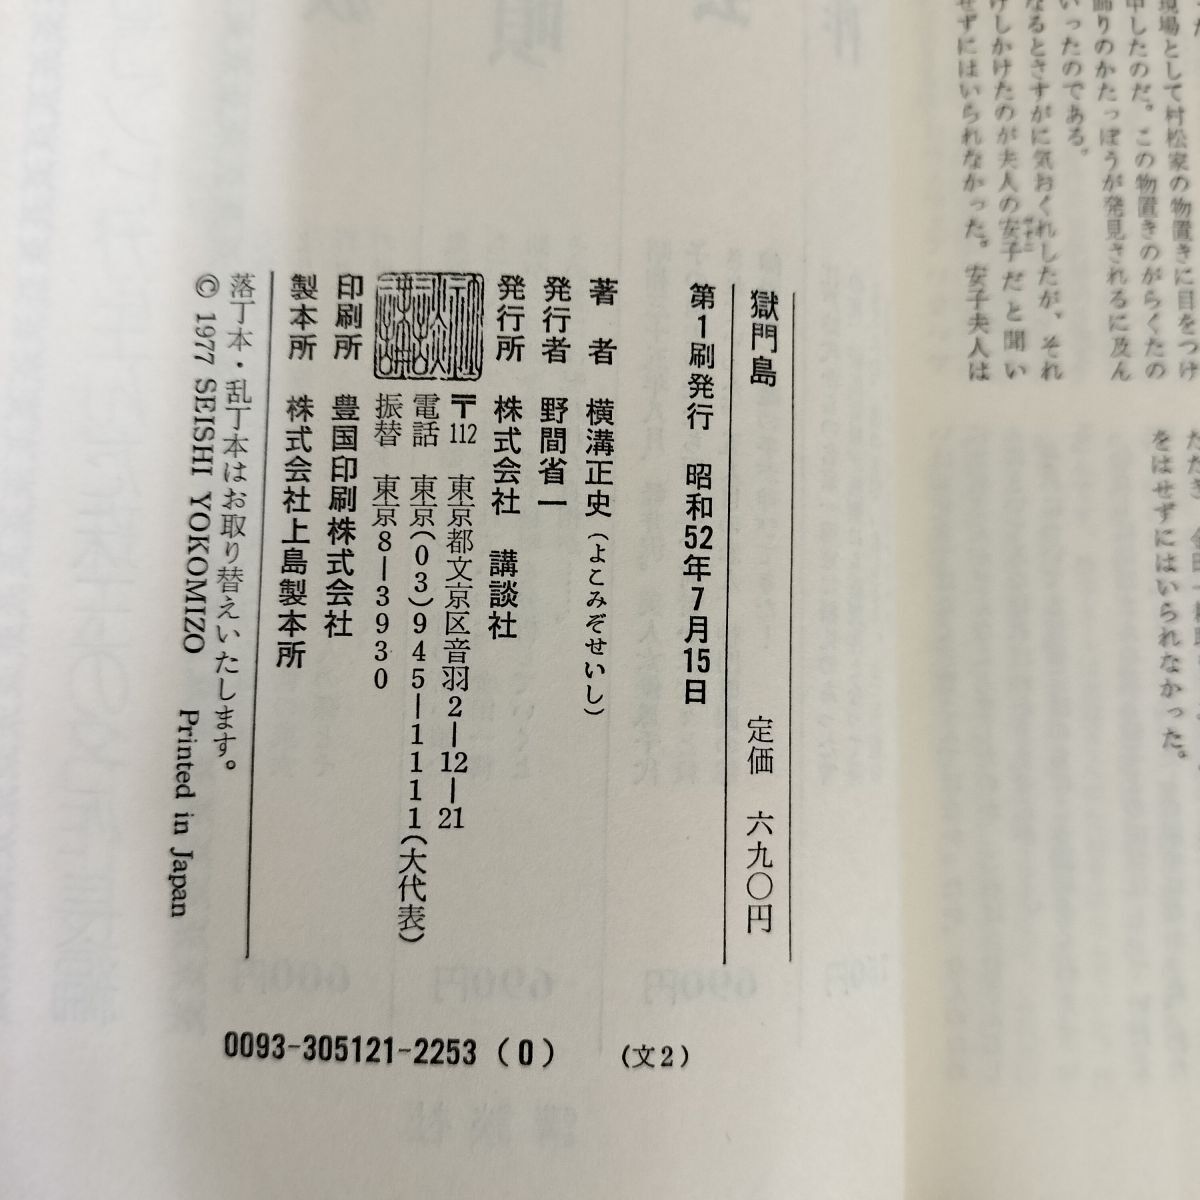 現場として村松家の物置きに目をつけ
申したのだ。この物置きのがらくたの
飾りのかたっぽうが発見されるに及ん
いったのである。
なるとさすがに気おくれしたが、それ
けしかけたのが夫人の安子だと聞い
せずにはいられなかった。安子夫人は
をはせずにはいられなかった。
獄門島 定価 六九〇円
第1刷発行 昭和52年7月15日
著者 横溝正史(よこみぞせいし)
発行者 野間省一
発行所 株式会社 講談社
〒112 東京都文京区音羽2-12-21
電話 東京(03)945-1111(大代表)
振替 東京8-3930
印刷所 豊国印刷株式会社
製本所 株式会社上島製本所
落丁本・乱丁本はお取り替えいたします。
© 1977 SEISHI YOKOMIZO Printed in Japan
0093-305121-2253(0) (文2)